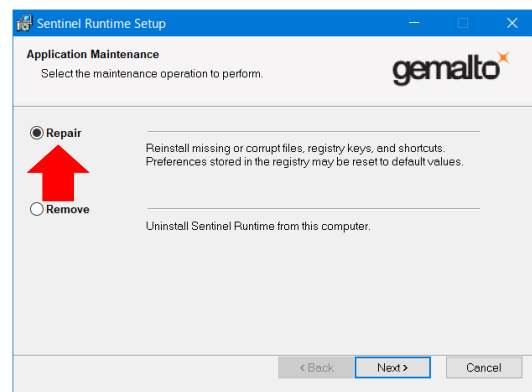 Sentinel Runtime Setup
Application Maintenance
Select the maintenance operation to perform.
gemalto
Repair
Reinstall missing or corrupt files, registry keys, and shortcuts.
Preferences stored in the registry may be reset to default values.
Remove
Uninstall Sentinel Runtime from this computer.
< Back
Next >
Cancel